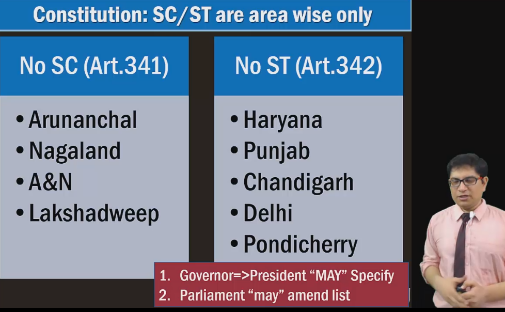 Constitution: SC/ST are area wise only
No SC (Art.341)
• Arunanchal
• Nagaland
• A&N
• Lakshadweep
No ST (Art.342)
• Haryana
• Punjab
• Chandigarh
• Delhi
• Pondicherry
1. Governor=>President “MAY” Specify
2. Parliament “may” amend list